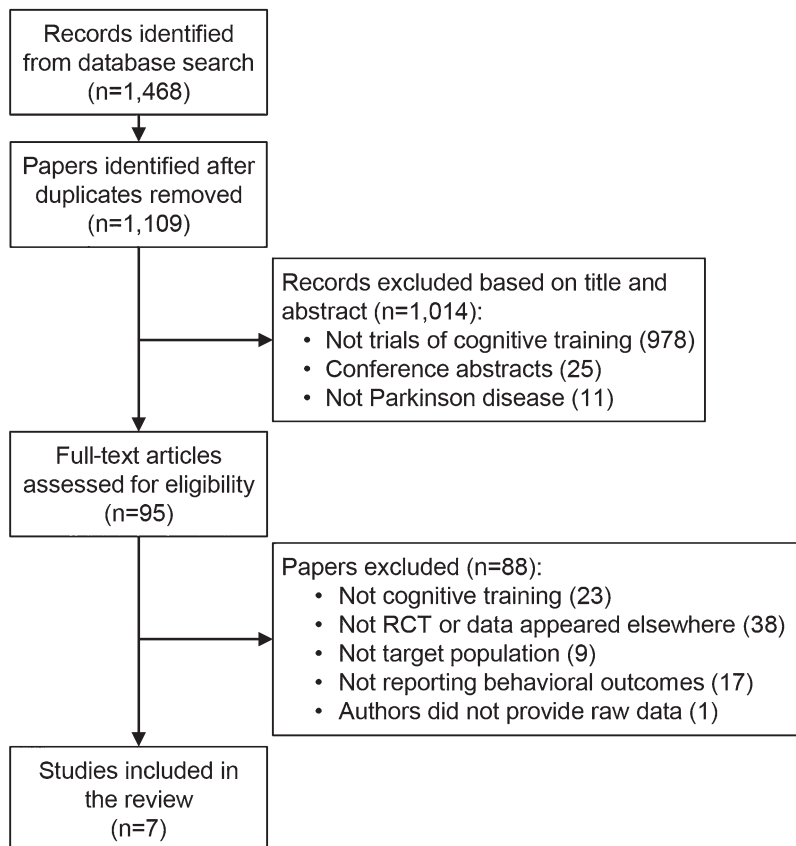 Records identified
from database search
(n=1,468)
Papers identified after
duplicates removed
(n=1,109)
Records excluded based on title and
abstract (n=1,014):
• Not trials of cognitive training (978)
• Conference abstracts (25)
• Not Parkinson disease (11)
Full-text articles
assessed for eligibility
(n=95)
Papers excluded (n=88):
• Not cognitive training (23)
• Not RCT or data appeared elsewhere (38)
• Not target population (9)
• Not reporting behavioral outcomes (17)
• Authors did not provide raw data (1)
Studies included in
the review
(n=7)